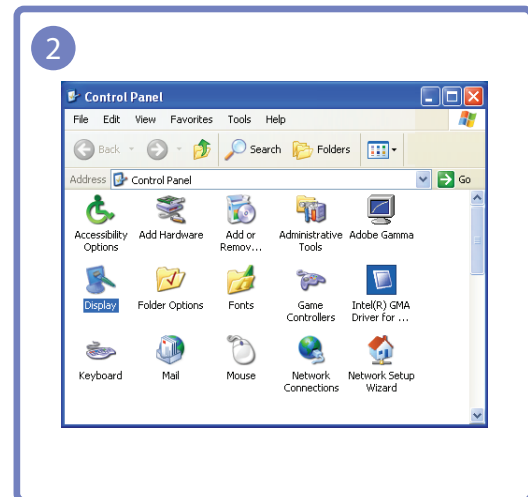 2
Control Panel
File Edit View Favorites Tools Help
Back Search Folders
Address Control Panel Go
Accessibility Options
Add Hardware
Add or Remov...
Administrative Tools
Adobe Gamma
Display
Folder Options
Fonts
Game Controllers
Intel(R) GMA Driver for ...
Keyboard
Mail
Mouse
Network Connections
Network Setup Wizard